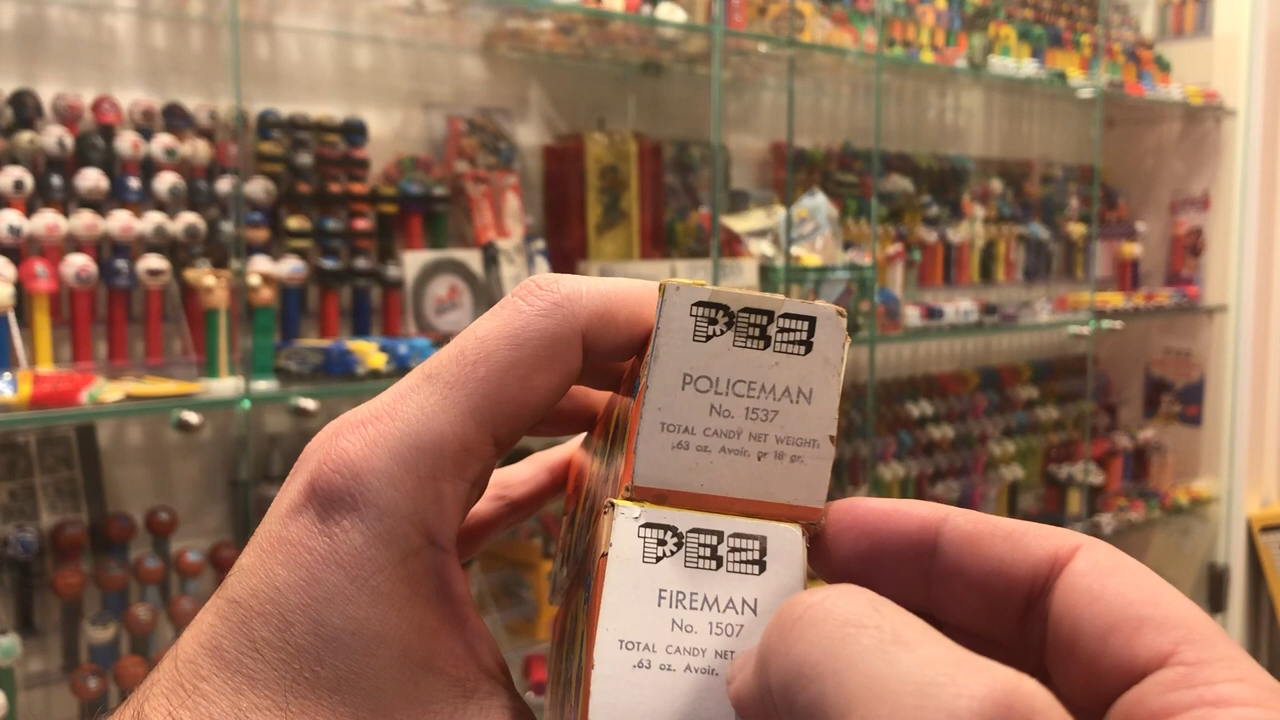 PEZ
POLICEMAN
No. 1537
TOTAL CANDY NET WEIGHT:
.63 oz. Avoir. or 18 gr.
PEZ
FIREMAN
No. 1507
TOTAL CANDY NET
.63 oz. Avoir.